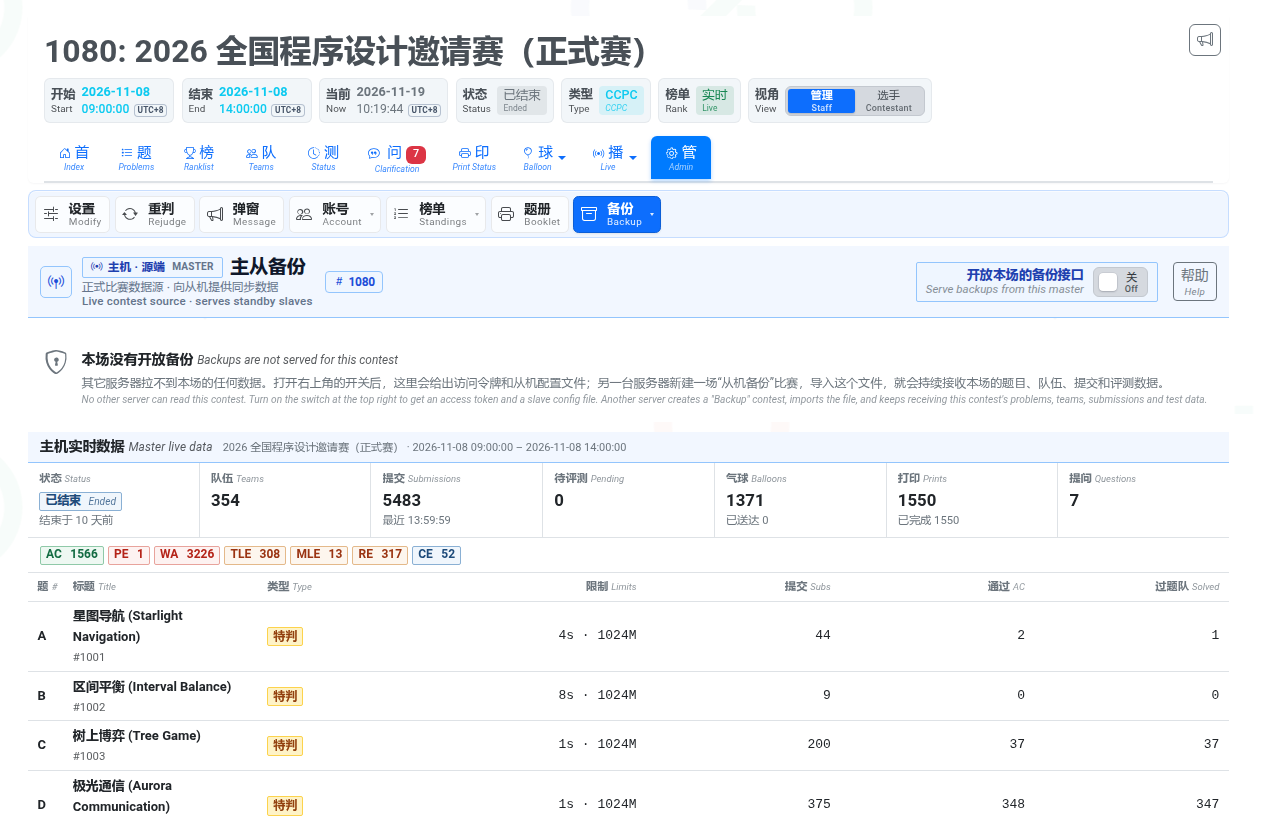 1080: 2026 全国程序设计邀请赛（正式赛）
开始 2026-11-08 结束 2026-11-08 当前 2026-11-19 状态 已结束 类型 CCPC 榜单 实时 视角 管理 选手
Start 09:00:00 UTC+8 End 14:00:00 UTC+8 Now 10:19:44 UTC+8 Status Ended Type CCPC Rank Live View Staff Contestant
首 题 榜 队 测 问 7 印 球 播 管
Index Problems Ranklist Teams Status Clarification Print Status Balloon Live Admin
设置 重判 弹窗 账号 榜单 题册 备份
Modify Rejudge Message Account Standings Booklet Backup
主机 · 源端 MASTER 主从备份 # 1080
正式比赛数据源 · 向从机提供同步数据
Live contest source · serves standby slaves
开放本场的备份接口 关 帮助
Serve backups from this master Off Help
本场没有开放备份 Backups are not served for this contest
其它服务器拉不到本场的任何数据。打开右上角的开关后，这里会给出访问令牌和从机配置文件；另一台服务器新建一场“从机备份”比赛，导入这个文件，就会持续接收本场的题目、队伍、提交和评测数据。
No other server can read this contest. Turn on the switch at the top right to get an access token and a slave config file. Another server creates a "Backup" contest, imports the file, and keeps receiving this contest's problems, teams, submissions and test data.
主机实时数据 Master live data 2026 全国程序设计邀请赛（正式赛） · 2026-11-08 09:00:00 – 2026-11-08 14:00:00
状态 Status 队伍 Teams 提交 Submissions 待评测 Pending 气球 Balloons 打印 Prints 提问 Questions
已结束 Ended 354 5483 0 1371 1550 7
结束于 10 天前 最近 13:59:59 已送达 0 已完成 1550
AC 1566 PE 1 WA 3226 TLE 308 MLE 13 RE 317 CE 52
题 # 标题 Title 类型 Type 限制 Limits 提交 Subs 通过 AC 过题队 Solved
星图导航 (Starlight
A Navigation) 特判 4s · 1024M 44 2 1
#1001
区间平衡 (Interval Balance)
B 特判 8s · 1024M 9 0 0
#1002
树上博弈 (Tree Game)
C 特判 1s · 1024M 200 37 37
#1003
极光通信 (Aurora
D Communication) 特判 1s · 1024M 375 348 347